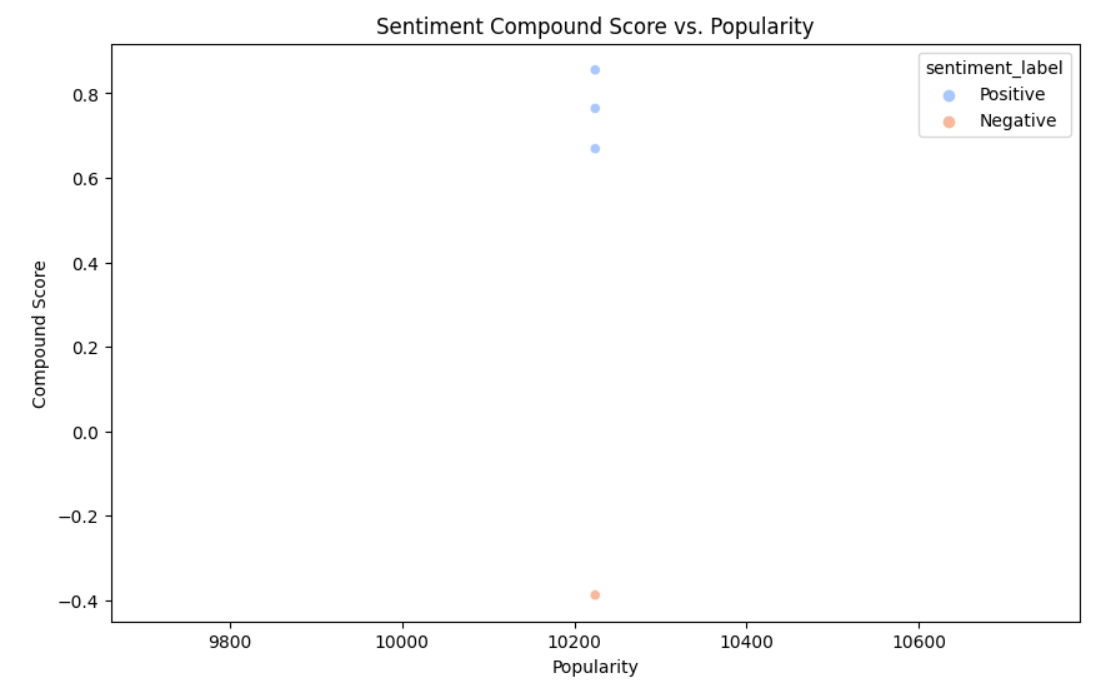 Sentiment Compound Score vs. Popularity
sentiment_label
Positive
Negative
Compound Score
0.8
0.6
0.4
0.2
0.0
−0.2
−0.4
9800 10000 10200 10400 10600
Popularity